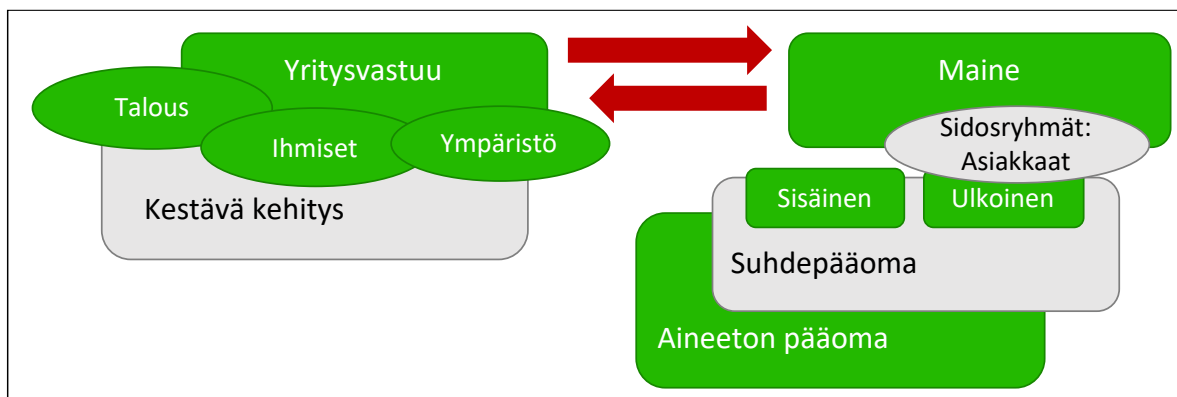 Yritysvastuu
Talous
Ihmiset
Ympäristö
Kestävä kehitys
Maine
Sidosryhmät:
Asiakkaat
Sisäinen
Ulkoinen
Suhdepääoma
Aineeton pääoma